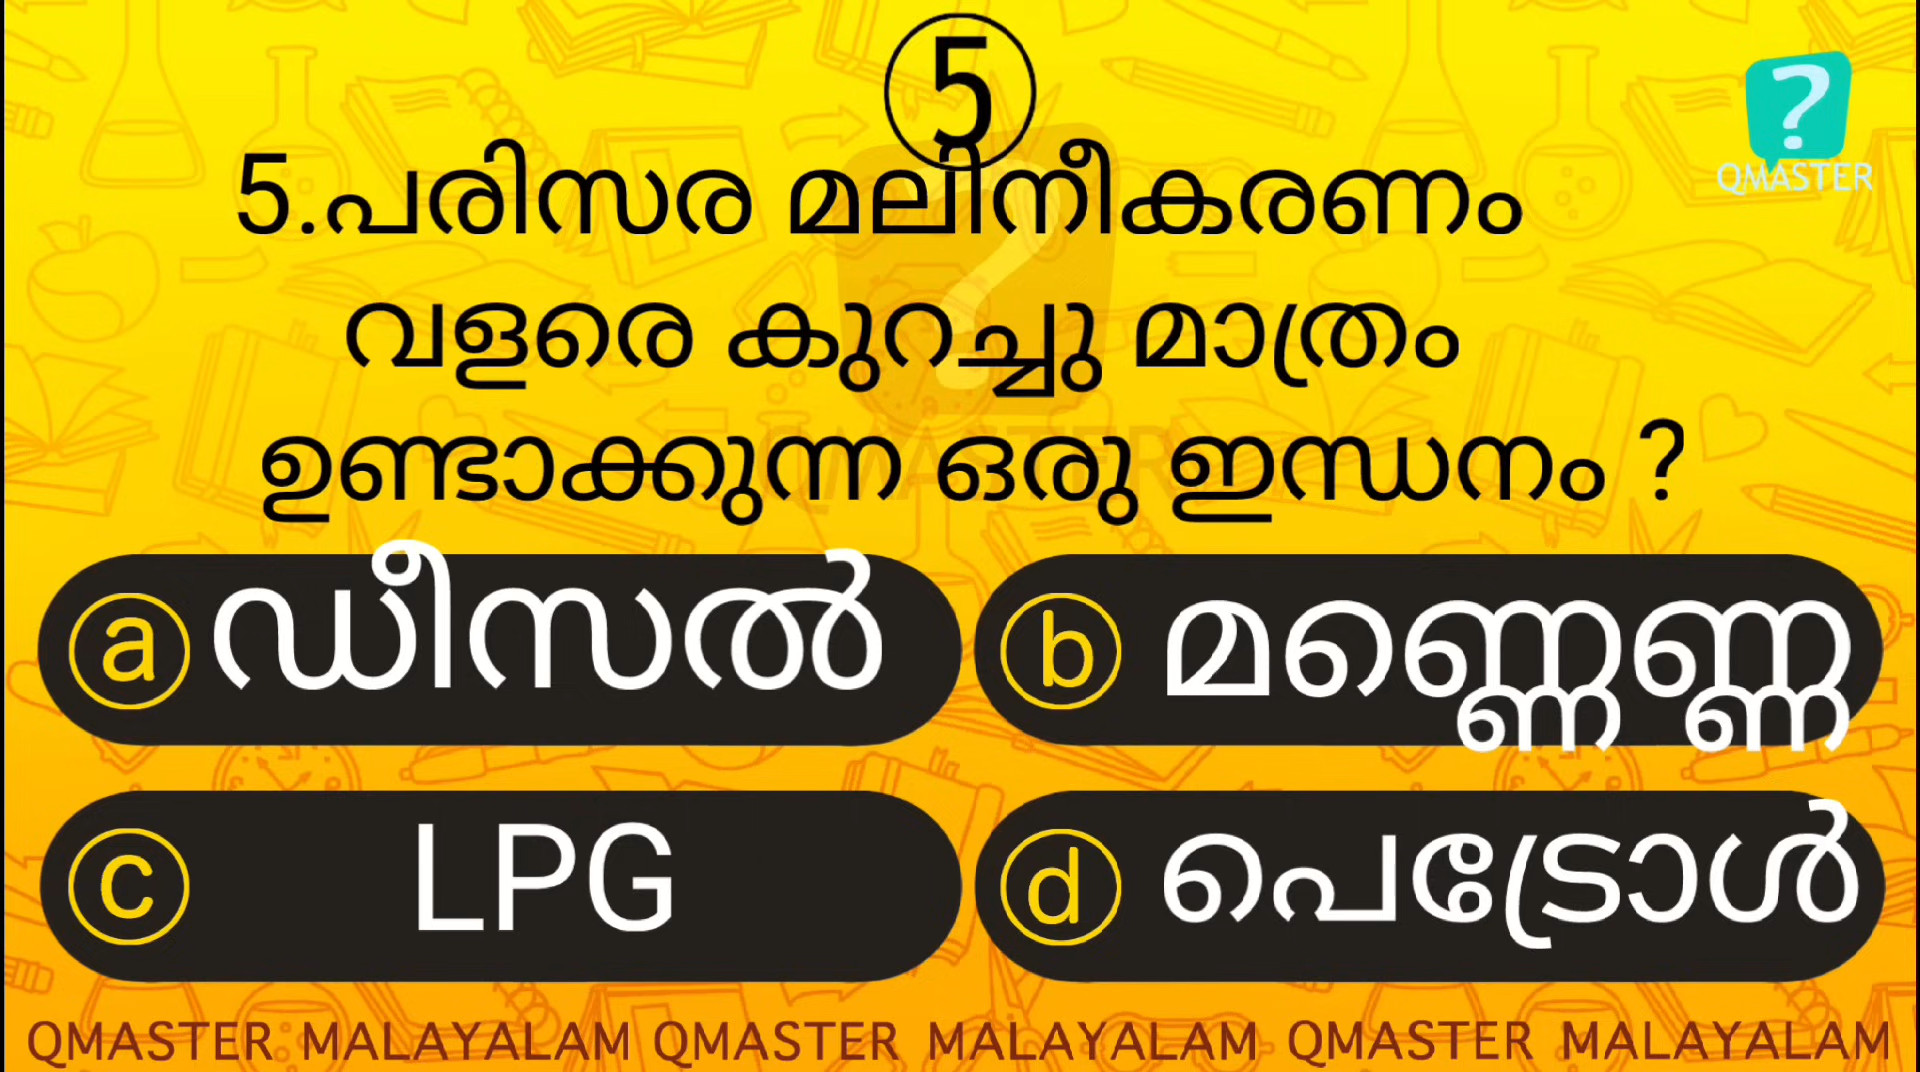 5
QMASTER
5.പരിസര മലിനീകരണം
വളരെ കുറച്ചു മാത്രം
ഉണ്ടാക്കുന്ന ഒരു ഇന്ധനം ?
QMASTER
a ഡീസൽ
b മണ്ണെണ്ണ
c LPG
d പെട്രോൾ
QMASTER MALAYALAM QMASTER MALAYALAM QMASTER MALAYALAM